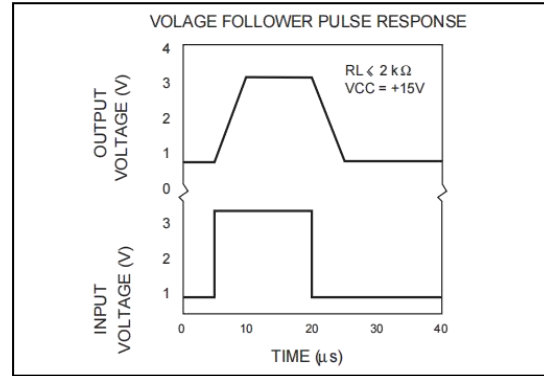 VOLAGE FOLLOWER PULSE RESPONSE
OUTPUT
VOLTAGE (V)
4
3
2
1
0
RL ⩽ 2 kΩ
VCC = +15V
INPUT
VOLTAGE (V)
3
2
1
0 10 20 30 40
TIME (μs)